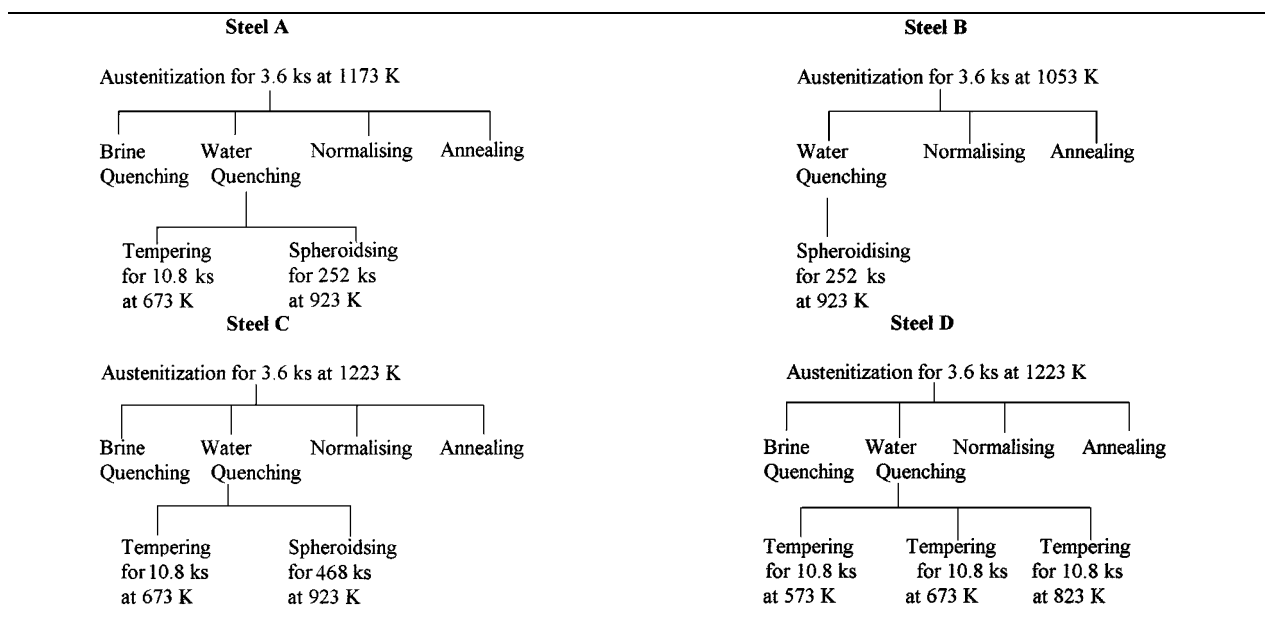 Steel A
Austenitization for 3.6 ks at 1173 K
Brine Water Normalising Annealing
Quenching Quenching
Tempering Spheroidsing
for 10.8 ks for 252 ks
at 673 K at 923 K
Steel B
Austenitization for 3.6 ks at 1053 K
Water Normalising Annealing
Quenching
Spheroidising
for 252 ks
at 923 K
Steel C
Austenitization for 3.6 ks at 1223 K
Brine Water Normalising Annealing
Quenching Quenching
Tempering Spheroidsing
for 10.8 ks for 468 ks
at 673 K at 923 K
Steel D
Austenitization for 3.6 ks at 1223 K
Brine Water Normalising Annealing
Quenching Quenching
Tempering Tempering Tempering
for 10.8 ks for 10.8 ks for 10.8 ks
at 573 K at 673 K at 823 K